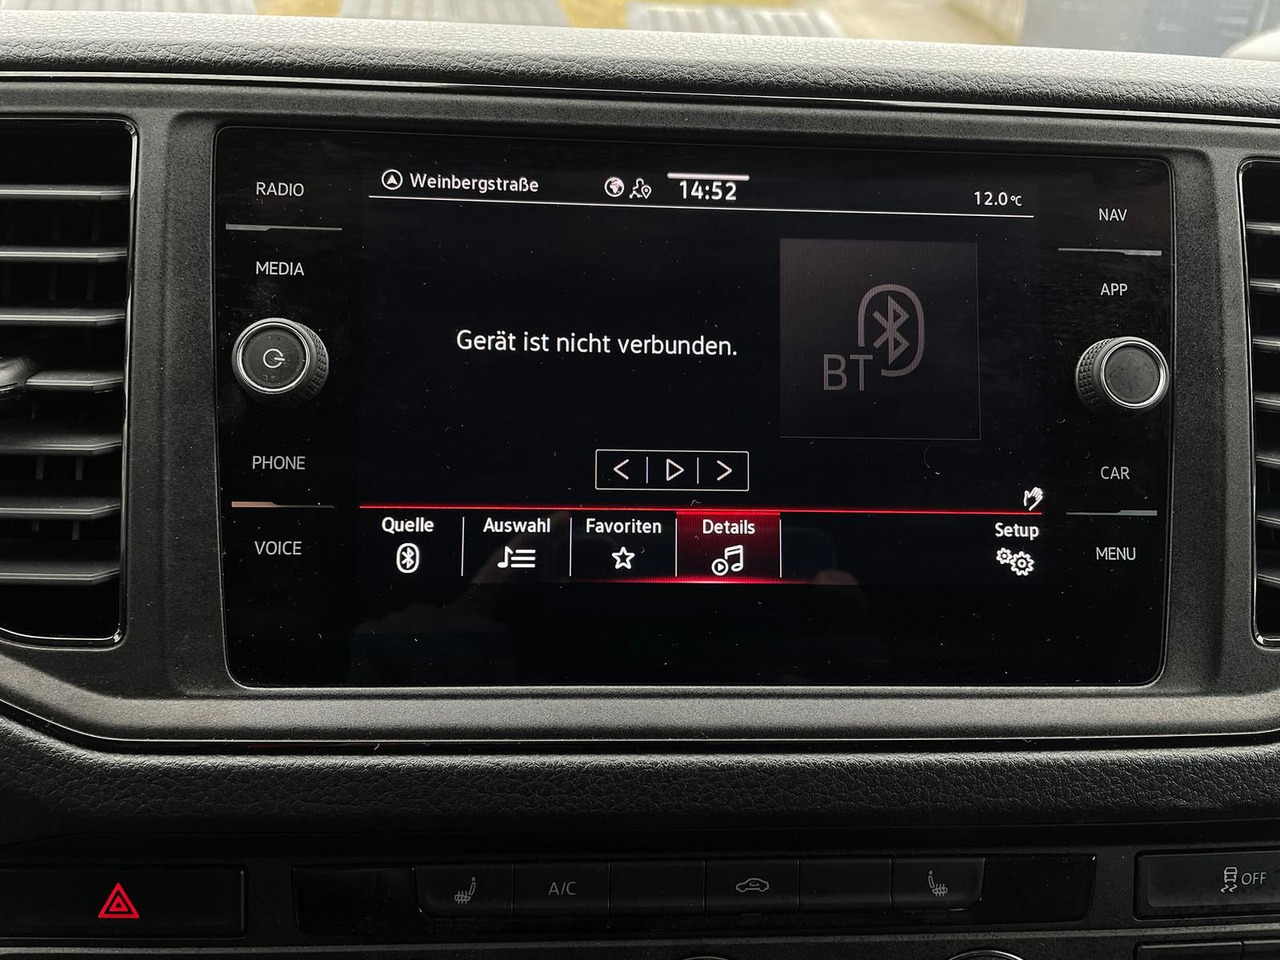 RADIO
MEDIA
PHONE
VOICE
Weinbergstraße
14:52
12.0°C
Gerät ist nicht verbunden.
BT
Quelle
Auswahl
Favoriten
Details
Setup
NAV
APP
CAR
MENU
A/C
OFF